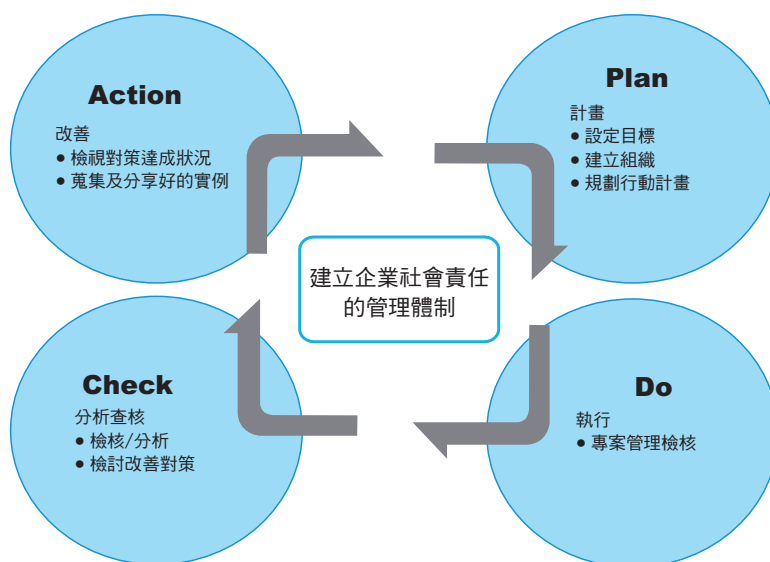 Action
改善
● 檢視對策達成狀況
● 蒐集及分享好的實例
Plan
計畫
● 設定目標
● 建立組織
● 規劃行動計畫
建立企業社會責任
的管理體制
Check
分析查核
● 檢核/分析
● 檢討改善對策
Do
執行
● 專案管理檢核